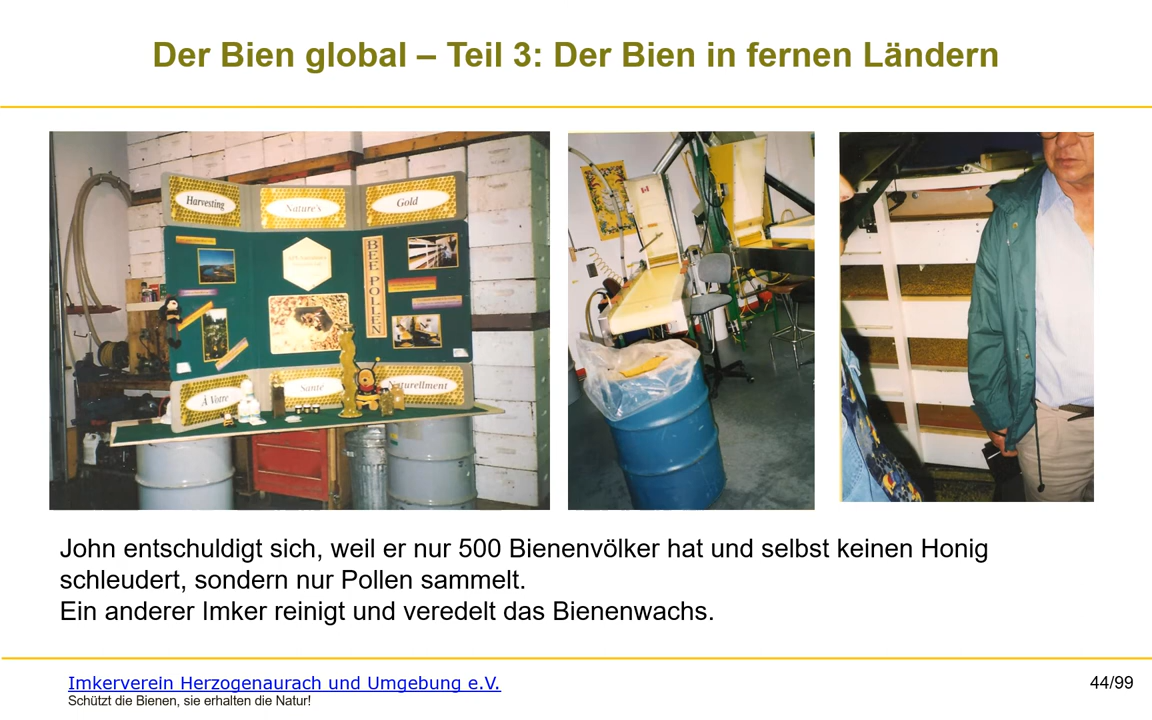 Der Bien global – Teil 3: Der Bien in fernen Ländern
Harvesting
Nature's
Gold
BEE POLLEN
À Votre
Santé
Naturellment
John entschuldigt sich, weil er nur 500 Bienenvölker hat und selbst keinen Honig
schleudert, sondern nur Pollen sammelt.
Ein anderer Imker reinigt und veredelt das Bienenwachs.
Imkerverein Herzogenaurach und Umgebung e.V.
Schützt die Bienen, sie erhalten die Natur!
44/99